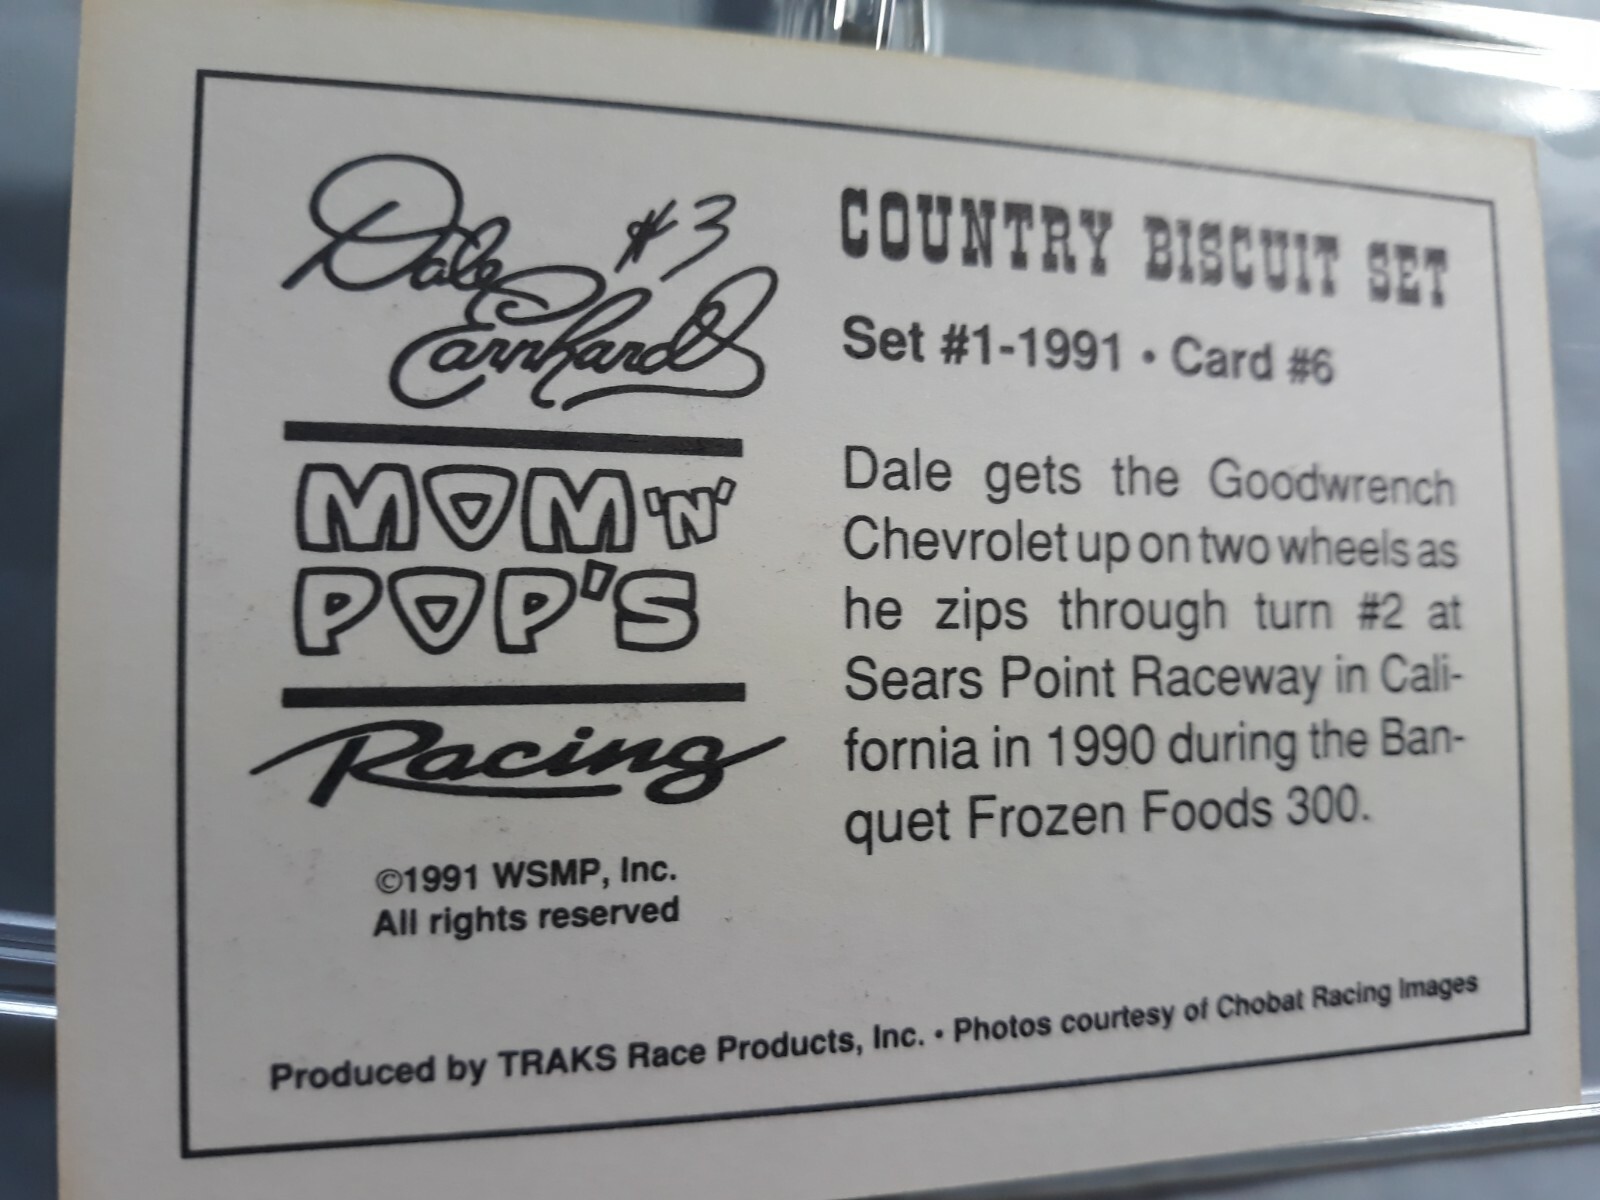 Dale #3
Earnhardt
MOM 'N'
POP'S
Racing
©1991 WSMP, Inc.
All rights reserved
COUNTRY BISCUIT SET
Set #1-1991 • Card #6
Dale gets the Goodwrench
Chevrolet up on two wheels as
he zips through turn #2 at
Sears Point Raceway in Cali-
fornia in 1990 during the Ban-
quet Frozen Foods 300.
Produced by TRAKS Race Products, Inc. • Photos courtesy of Chobat Racing Images